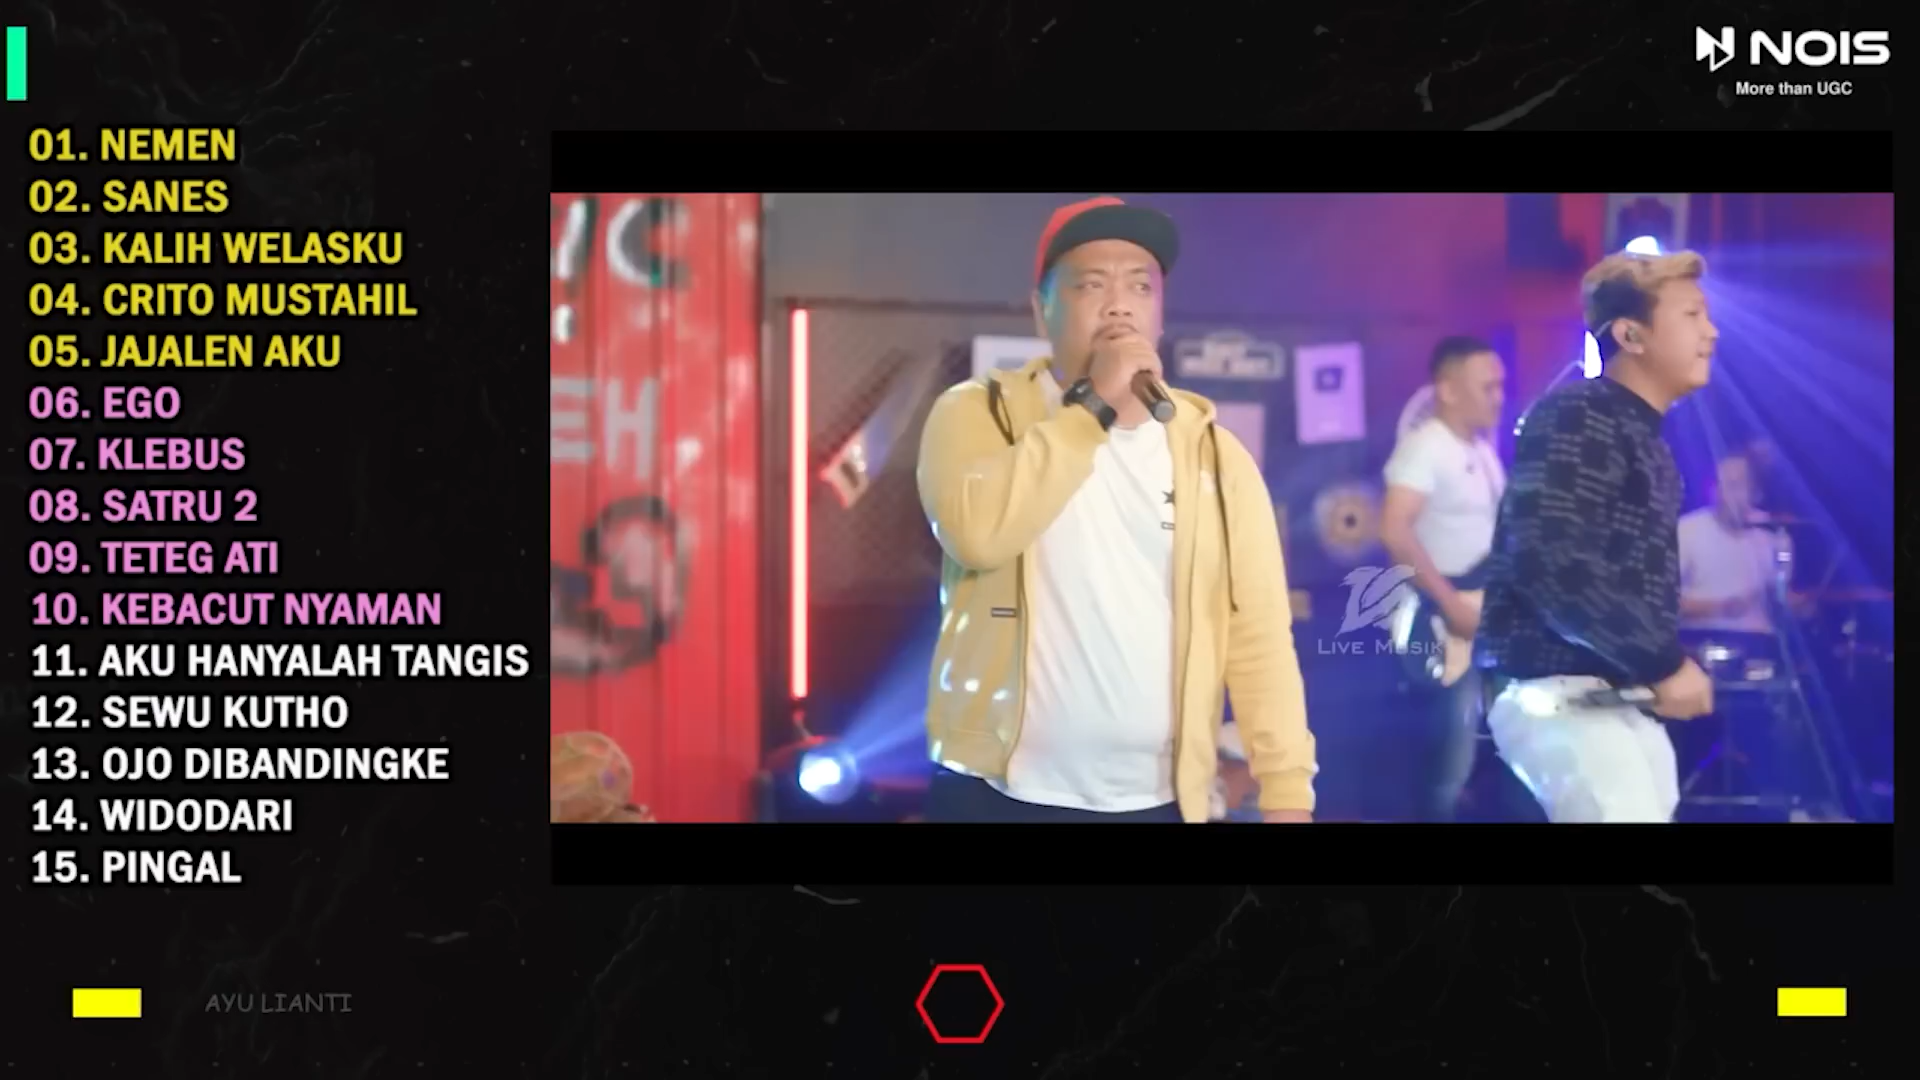 NOIS
More than UGC
01. NEMEN
02. SANES
03. KALIH WELASKU
04. CRITO MUSTAHIL
05. JAJALEN AKU
06. EGO
07. KLEBUS
08. SATRU 2
09. TETEG ATI
10. KEBACUT NYAMAN
11. AKU HANYALAH TANGIS
12. SEWU KUTHO
13. OJO DIBANDINGKE
14. WIDODARI
15. PINGAL
LIVE MUSIK
AYU LIANTI